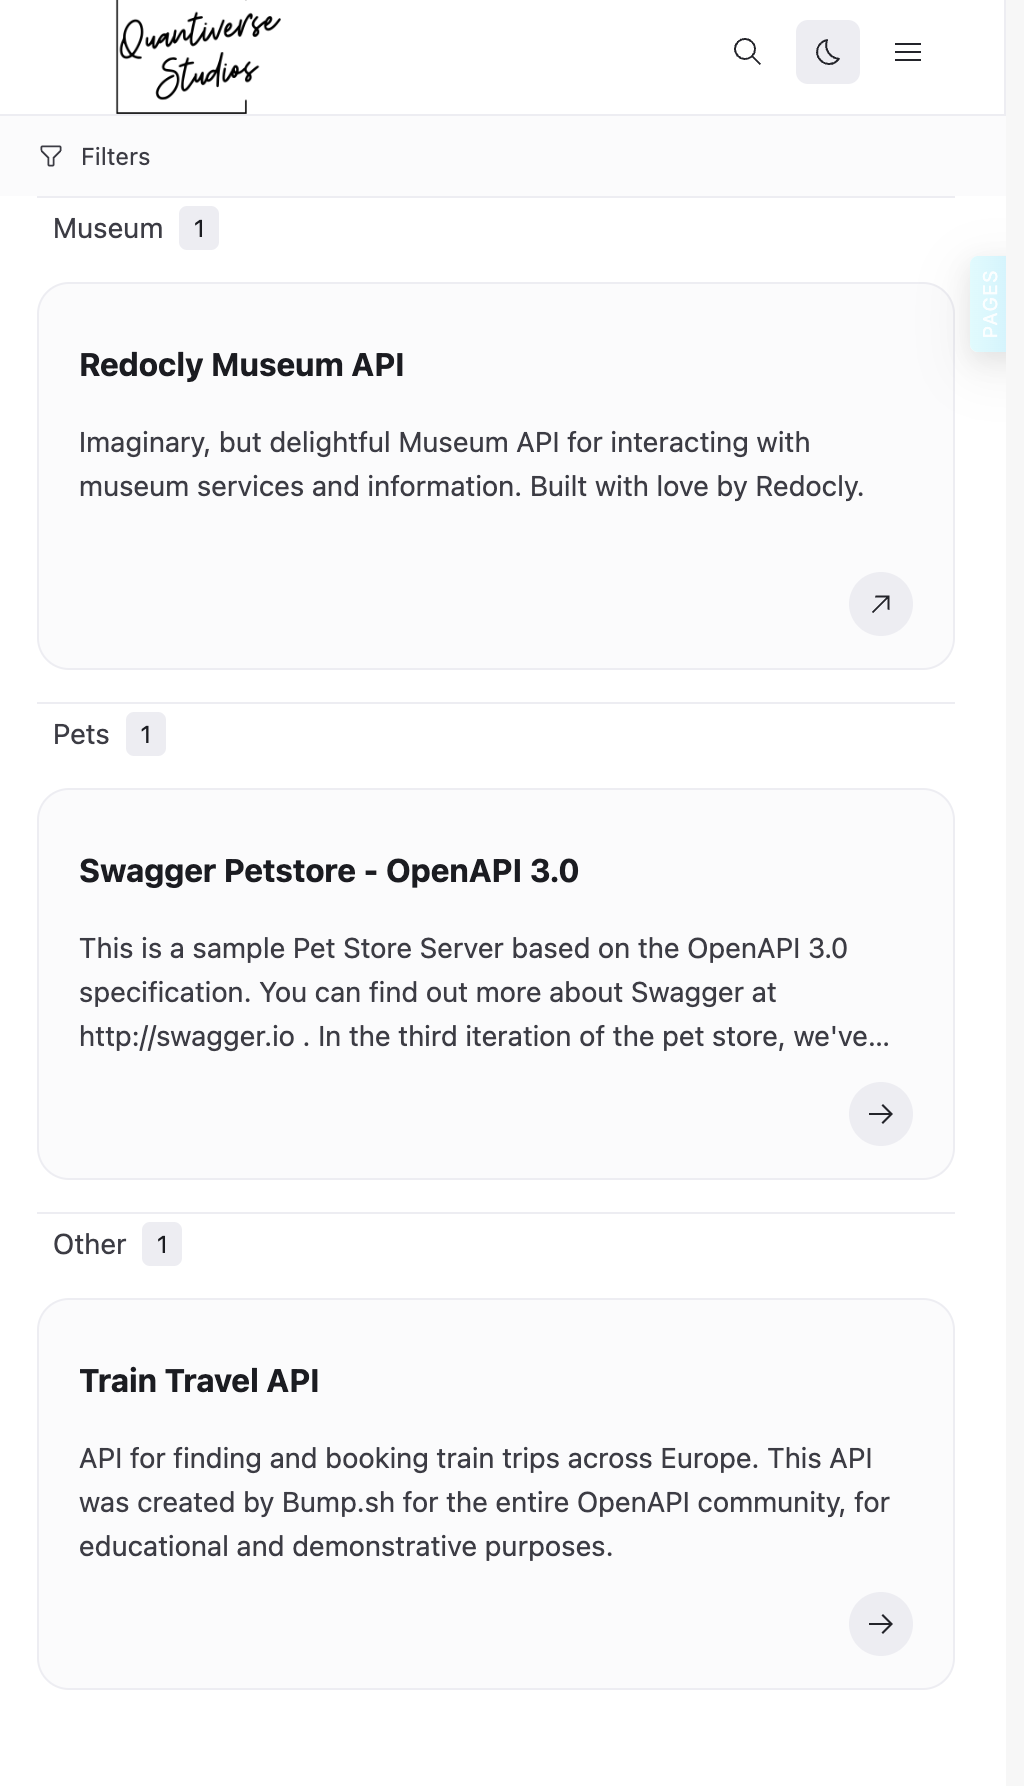 Quantiverse
Studios
Filters
Museum 1
PAGES
Redocly Museum API
Imaginary, but delightful Museum API for interacting with
museum services and information. Built with love by Redocly.
Pets 1
Swagger Petstore - OpenAPI 3.0
This is a sample Pet Store Server based on the OpenAPI 3.0
specification. You can find out more about Swagger at
http://swagger.io . In the third iteration of the pet store, we've...
Other 1
Train Travel API
API for finding and booking train trips across Europe. This API
was created by Bump.sh for the entire OpenAPI community, for
educational and demonstrative purposes.